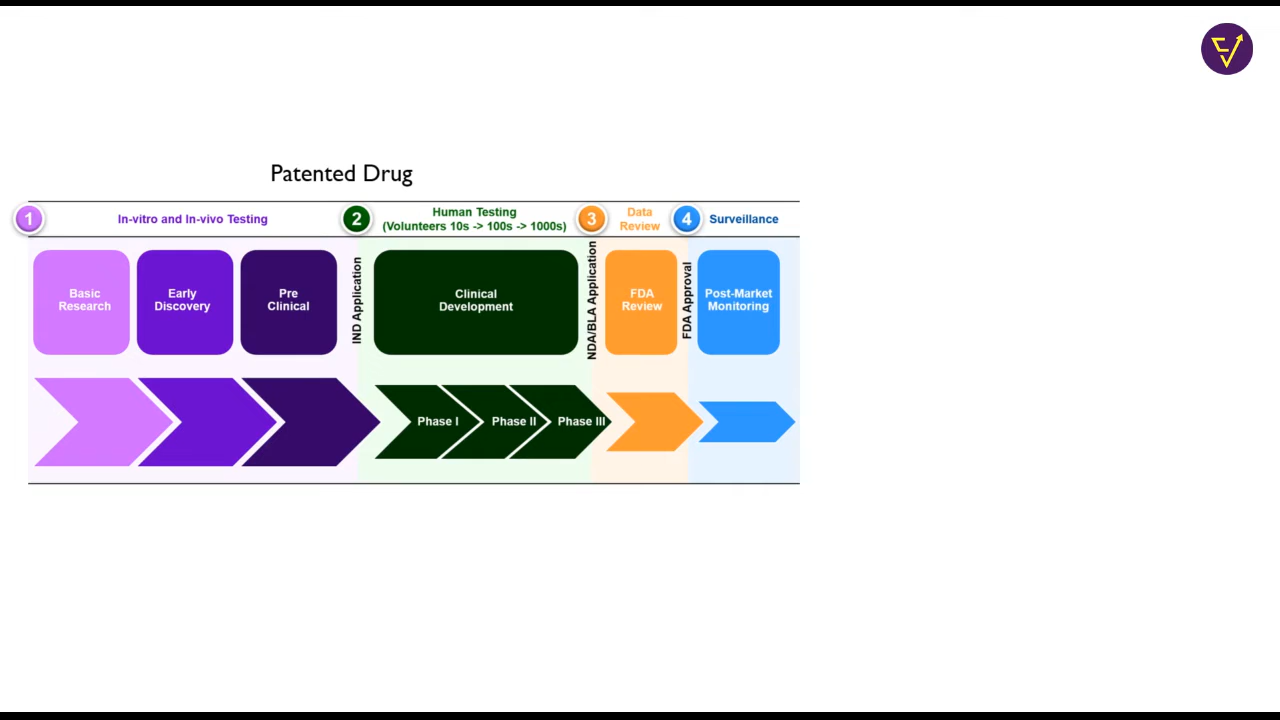 Patented Drug
1
In-vitro and In-vivo Testing
2
Human Testing
(Volunteers 10s -> 100s -> 1000s)
3
Data
Review
4
Surveillance
Basic
Research
Early
Discovery
Pre
Clinical
IND Application
Clinical
Development
NDA/BLA Application
FDA
Review
FDA Approval
Post-Market
Monitoring
Phase I
Phase II
Phase III